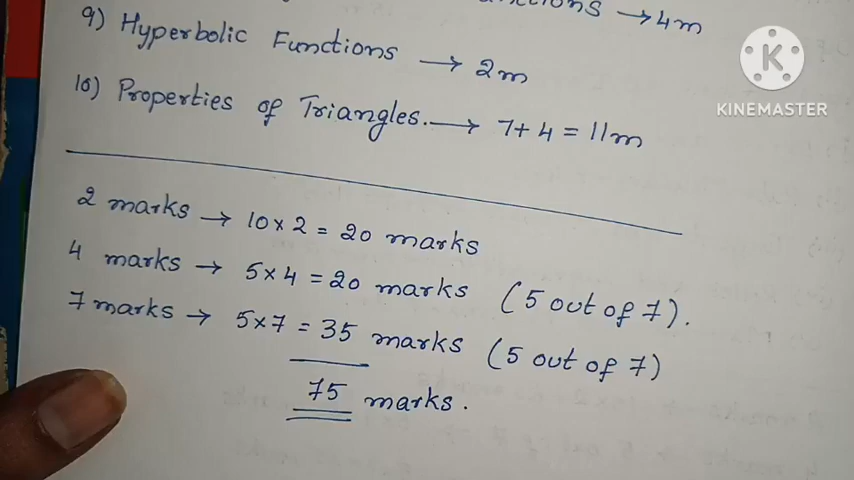 → 4m
9) Hyperbolic Functions → 2m
10) Properties of Triangles. → 7+4 = 11m
2 marks → 10×2 = 20 marks
4 marks → 5×4 = 20 marks (5 out of 7).
7 marks → 5×7 = 35 marks (5 out of 7)
75 marks.
K
KINEMASTER